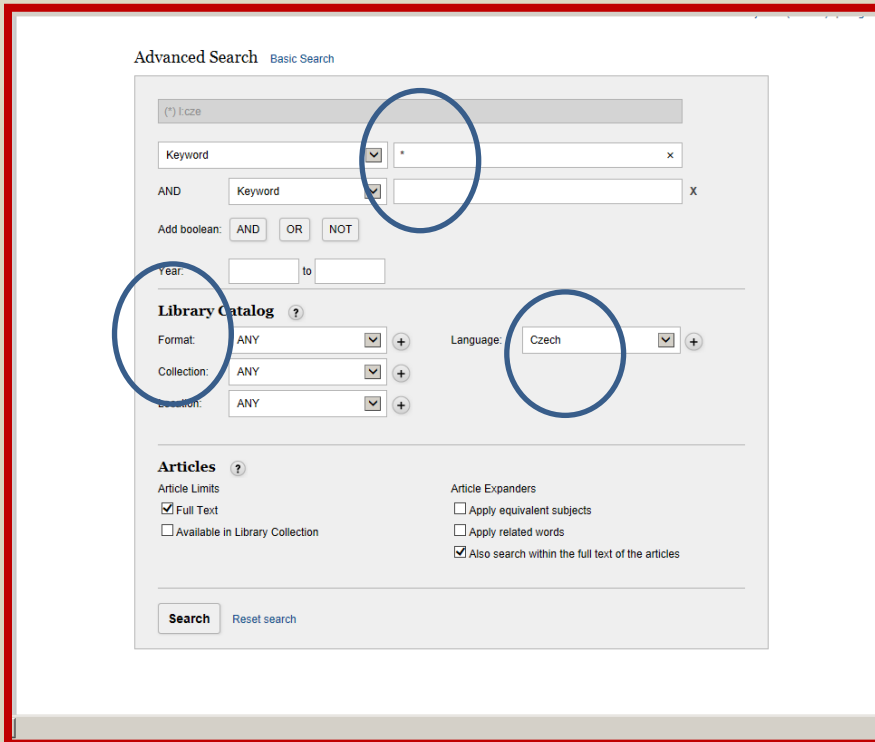 Advanced Search Basic Search
(*) l:cze
Keyword * ×
AND Keyword X
Add boolean: AND OR NOT
Year: to
Library Catalog ?
Format: ANY + Language: Czech +
Collection: ANY +
Location: ANY +
Articles ?
Article Limits Article Expanders
Full Text Apply equivalent subjects
Available in Library Collection Apply related words
Also search within the full text of the articles
Search Reset search